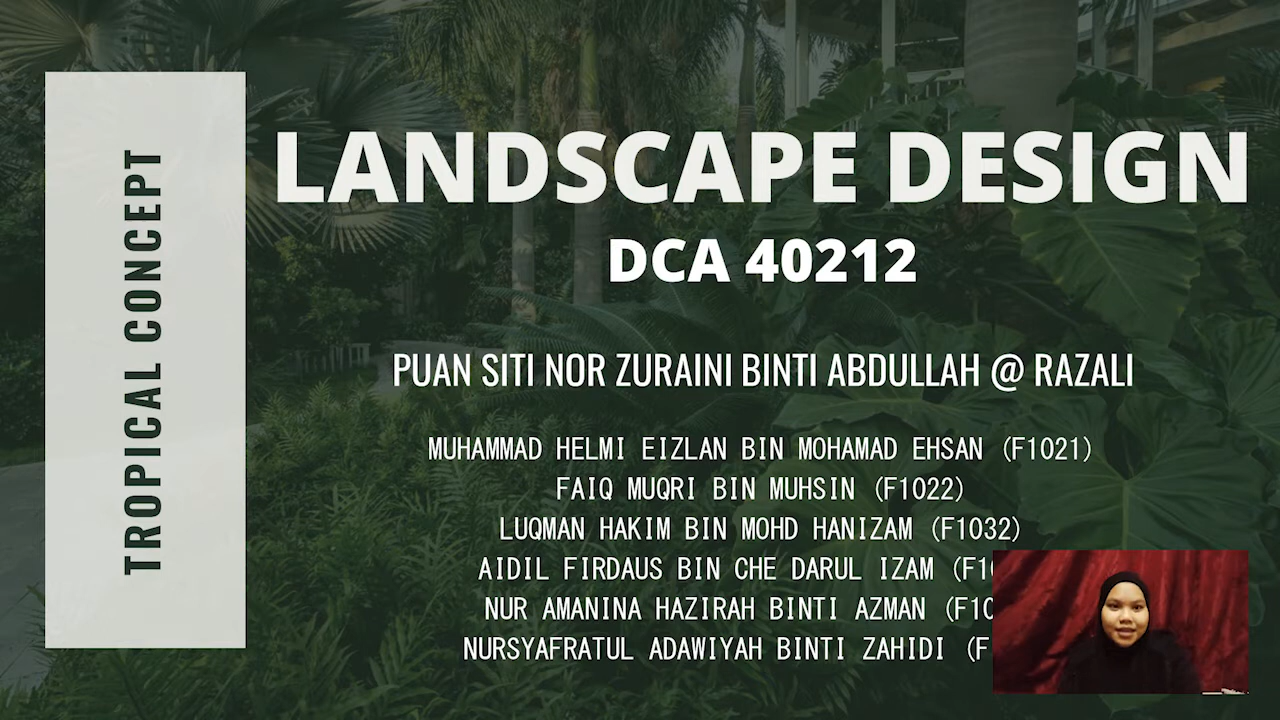 TROPICAL CONCEPT
LANDSCAPE DESIGN
DCA 40212
PUAN SITI NOR ZURAINI BINTI ABDULLAH @ RAZALI
MUHAMMAD HELMI EIZLAN BIN MOHAMAD EHSAN (F1021)
FAIQ MUQRI BIN MUHSIN (F1022)
LUQMAN HAKIM BIN MOHD HANIZAM (F1032)
AIDIL FIRDAUS BIN CHE DARUL IZAM
NUR AMANINA HAZIRAH BINTI AZMAN
NURSYAFRATUL ADAWIYAH BINTI ZAHIDI